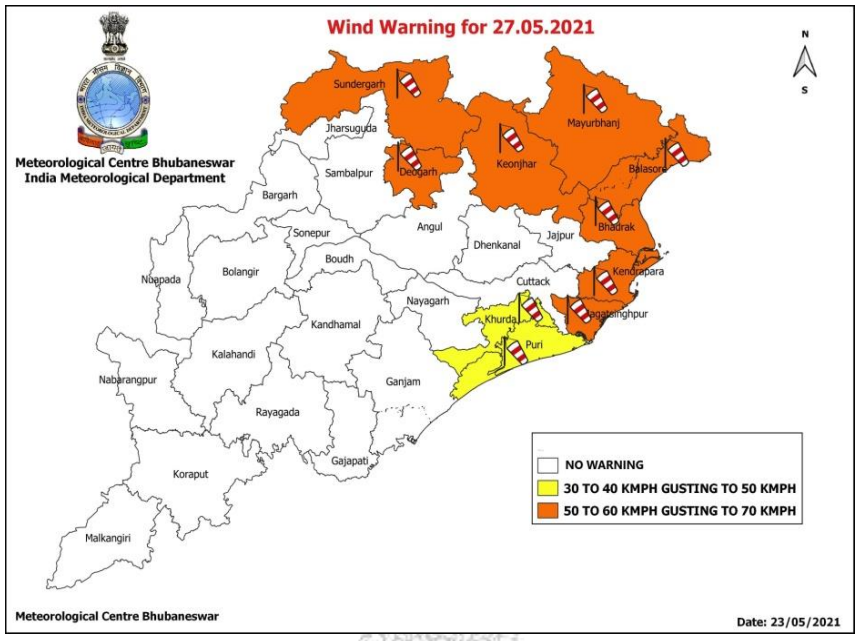 Wind Warning for 27.05.2021
N
S
Meteorological Centre Bhubaneswar
India Meteorological Department
Sundergarh
Jharsuguda
Mayurbhanj
Keonjhar
Deogarh
Sambalpur
Balasore
Bargarh
Angul
Bhadrak
Sonepur
Jajpur
Dhenkanal
Boudh
Bolangir
Nuapada
Kendrapara
Cuttack
Nayagarh
Jagatsinghpur
Khurda
Kandhamal
Puri
Kalahandi
Nabarangpur
Ganjam
Rayagada
Gajapati
Koraput
Malkangiri
NO WARNING
30 TO 40 KMPH GUSTING TO 50 KMPH
50 TO 60 KMPH GUSTING TO 70 KMPH
Meteorological Centre Bhubaneswar
Date: 23/05/2021